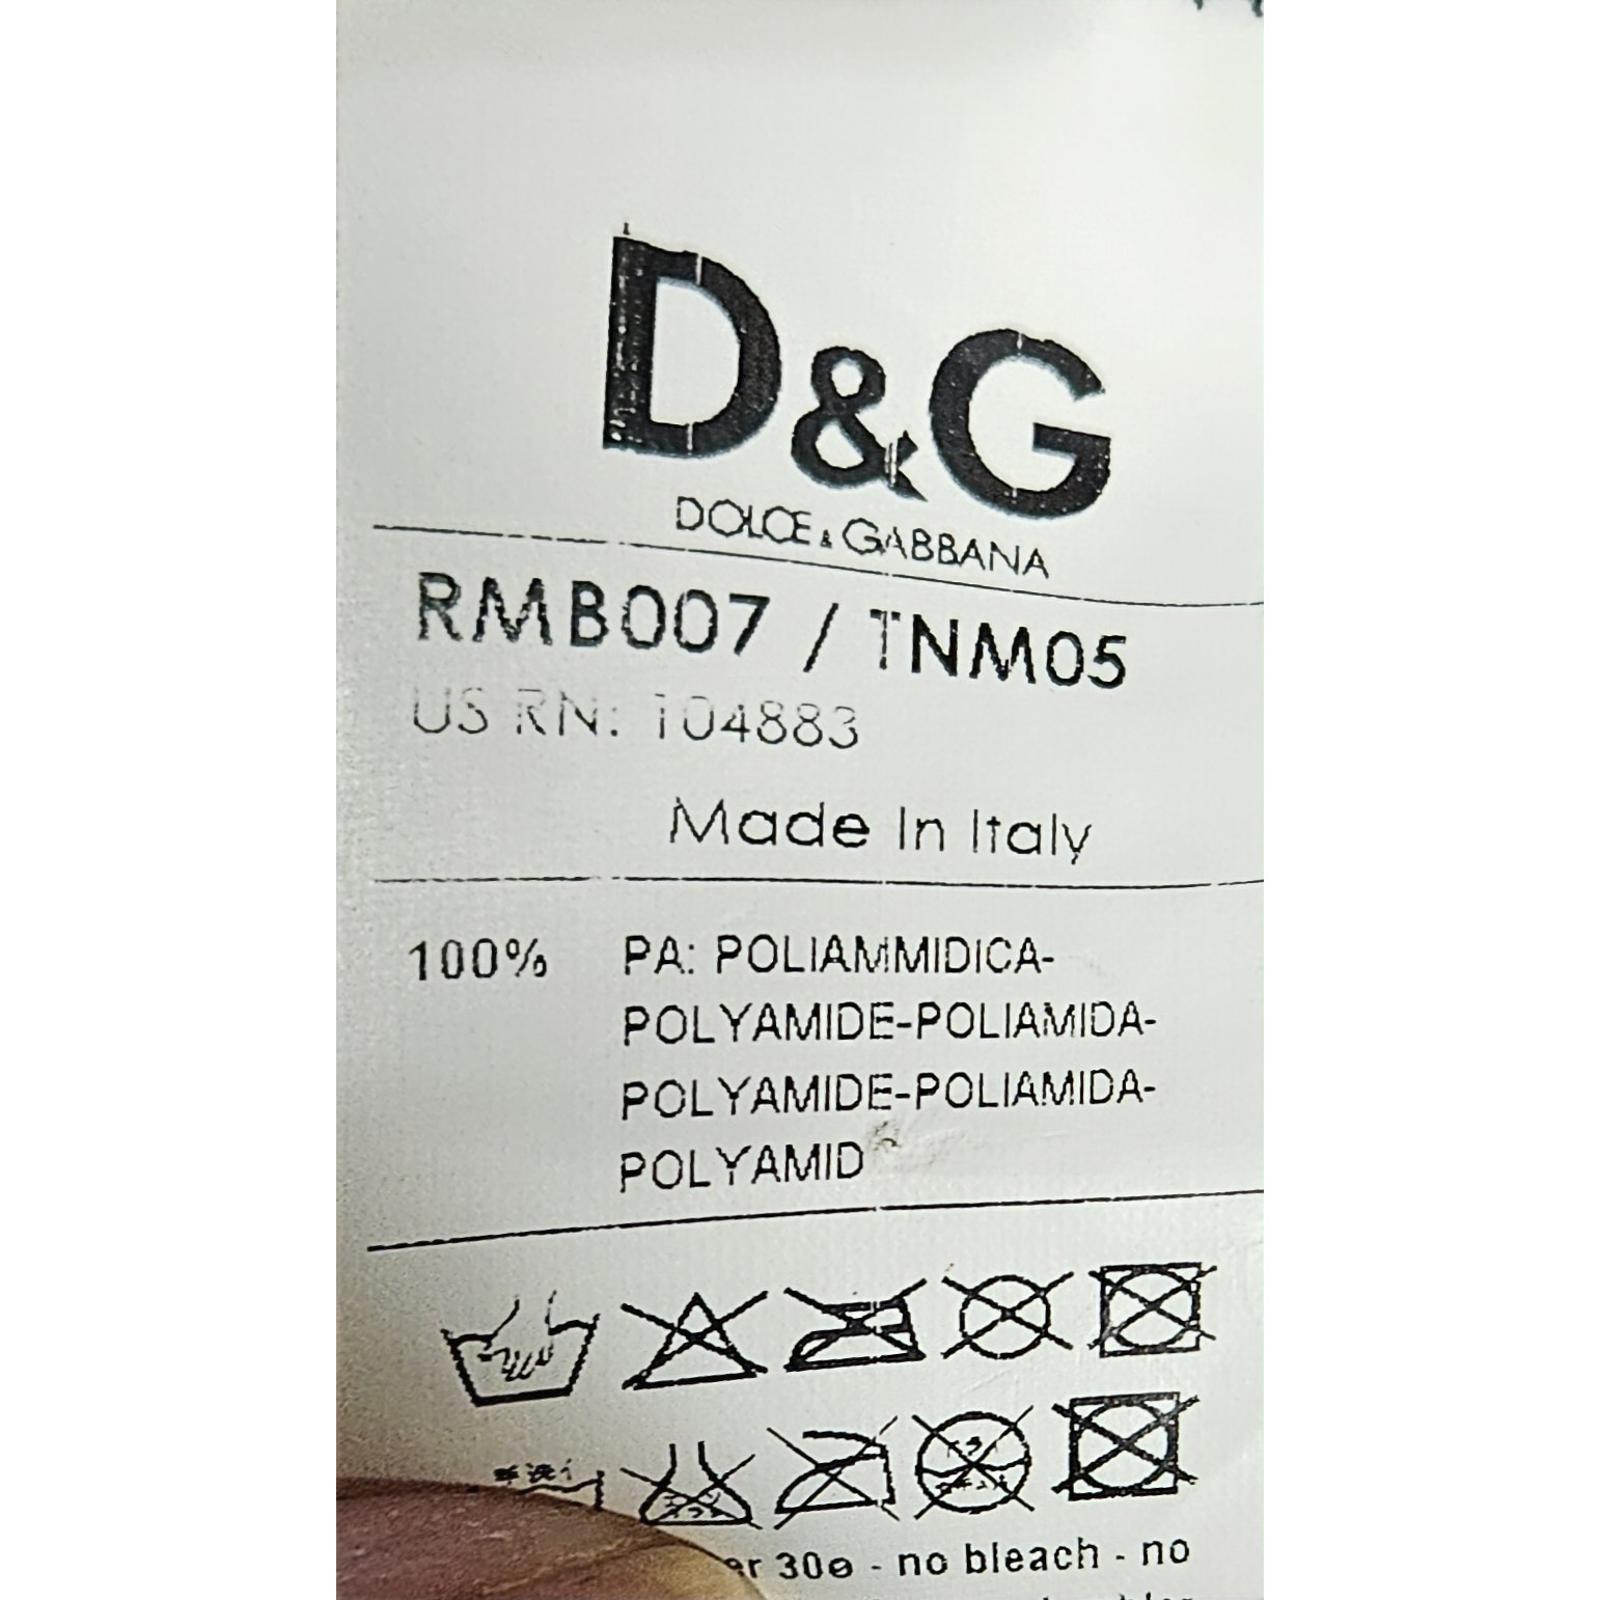 D&G
DOLCE & GABBANA
RMB007 / TNM05
US RN: 104883
Made In Italy
100% PA: POLIAMMIDICA-
POLYAMIDE-POLIAMIDA-
POLYAMIDE-POLIAMIDA-
POLYAMID
30e - no bleach - no